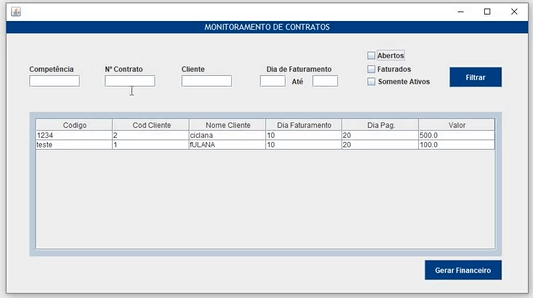 MONITORAMENTO DE CONTRATOS
Abertos
Competência Nº Contrato Cliente Dia de Faturamento Faturados
Até Somente Ativos Filtrar
Codigo Cod Cliente Nome Cliente Dia Faturamento Dia Pag. Valor
1234 2 ciclana 10 20 500.0
teste 1 fULANA 10 20 100.0
Gerar Financeiro